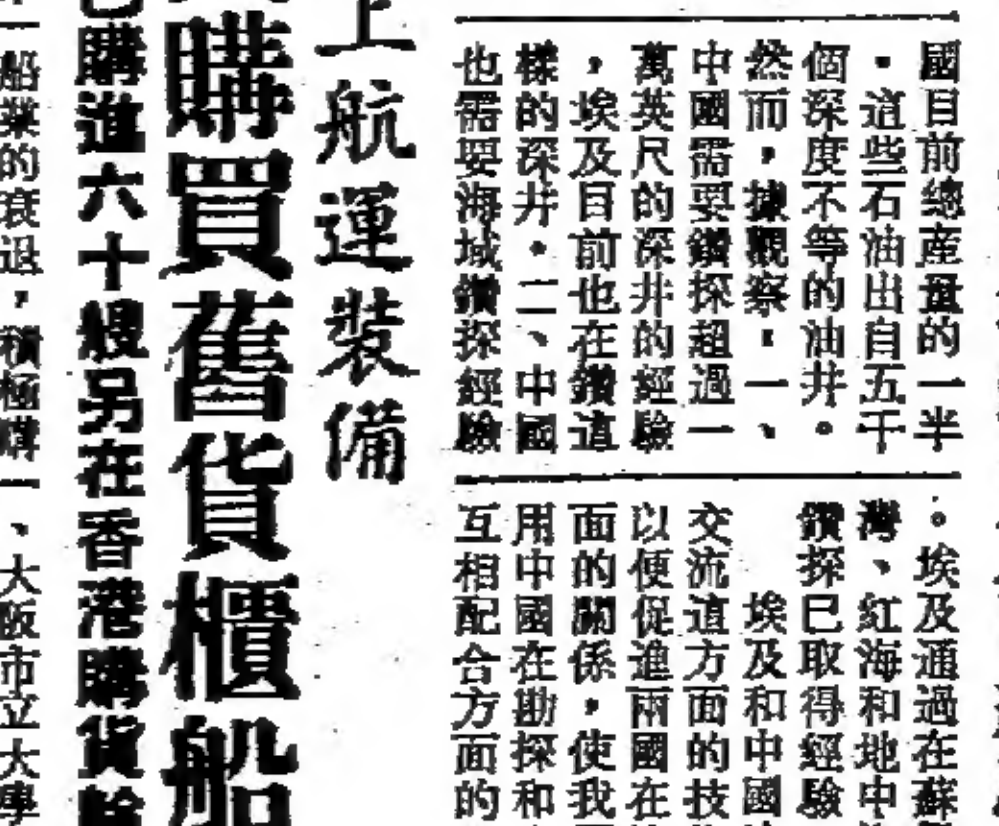 國目前總產量的一半
。這些石油出自五千
個深度不等的油井。
然而，據觀察，一、
中國需要鑽探超過一
萬英尺的深井的經驗
，埃及目前也在鑽這
樣的深井。二、中國
也需要海域鑽探經驗
。埃及通過在蘇
灣、紅海和地中
鑽探已取得經驗
埃及和中國
交流這方面的技
以便促進兩國在
面的關係，使我
用中國在勘探和
互相配合方面的
上航運裝備
購買舊貨櫃船
購進六十艘另在香港購貨輪
船業的衰退，積極購一、大阪市立大學